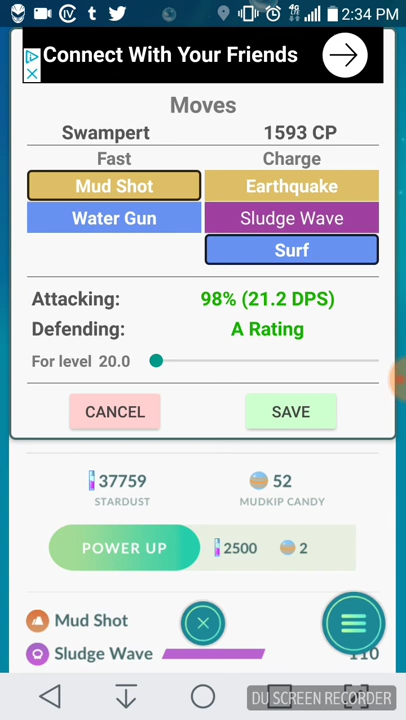 2:34 PM
Connect With Your Friends
Moves
Swampert 1593 CP
Fast Charge
Mud Shot Earthquake
Water Gun Sludge Wave
Surf
Attacking: 98% (21.2 DPS)
Defending: A Rating
For level 20.0
CANCEL SAVE
37759 52
STARDUST MUDKIP CANDY
POWER UP 2500 2
Mud Shot
Sludge Wave 110
DU SCREEN RECORDER